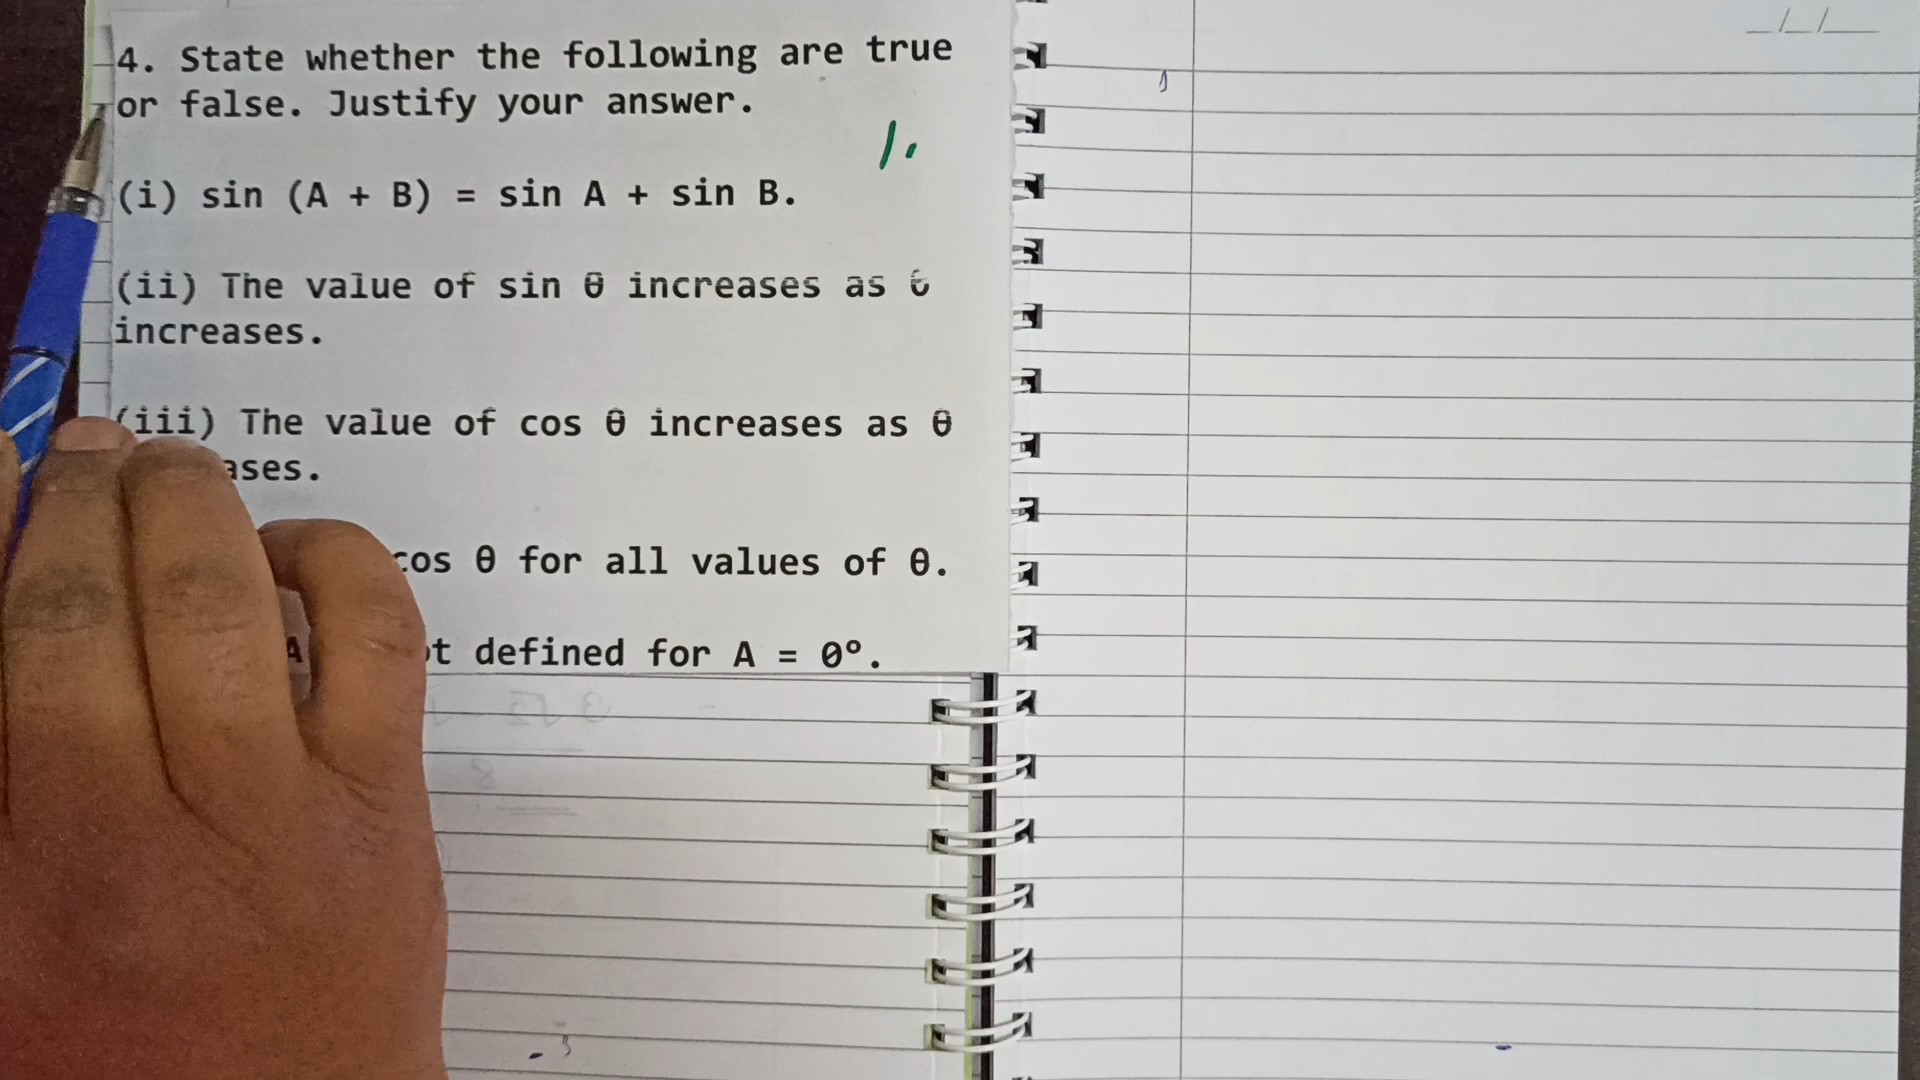 4. State whether the following are true
or false. Justify your answer.
(i) sin (A + B) = sin A + sin B.
(ii) The value of sin θ increases as θ
increases.
(iii) The value of cos θ increases as θ
cos θ for all values of θ.
A defined for A = 0°.